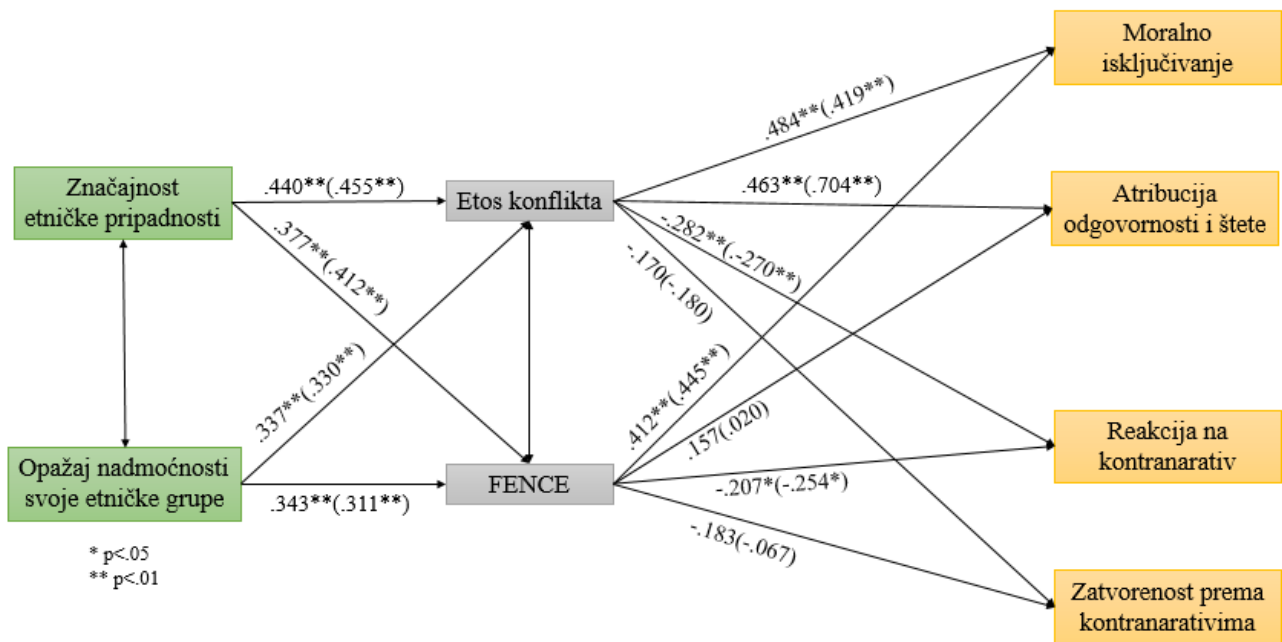 Moralno
isključivanje
.484**(.419**)
Značajnost
etničke pripadnosti
.440**(.455**)
Etos konflikta
.463**(.704**)
Atribucija
odgovornosti i štete
.377**(.412**)
-.282**(-270**)
-.170(-.180)
.337**(.330**)
.412**(.445**)
.157(.020)
Reakcija na
kontranarativ
Opažaj nadmoćnosti
svoje etničke grupe
.343**(.311**)
FENCE
-.207*(-.254*)
-.183(-.067)
* p<.05
** p<.01
Zatvorenost prema
kontranarativima